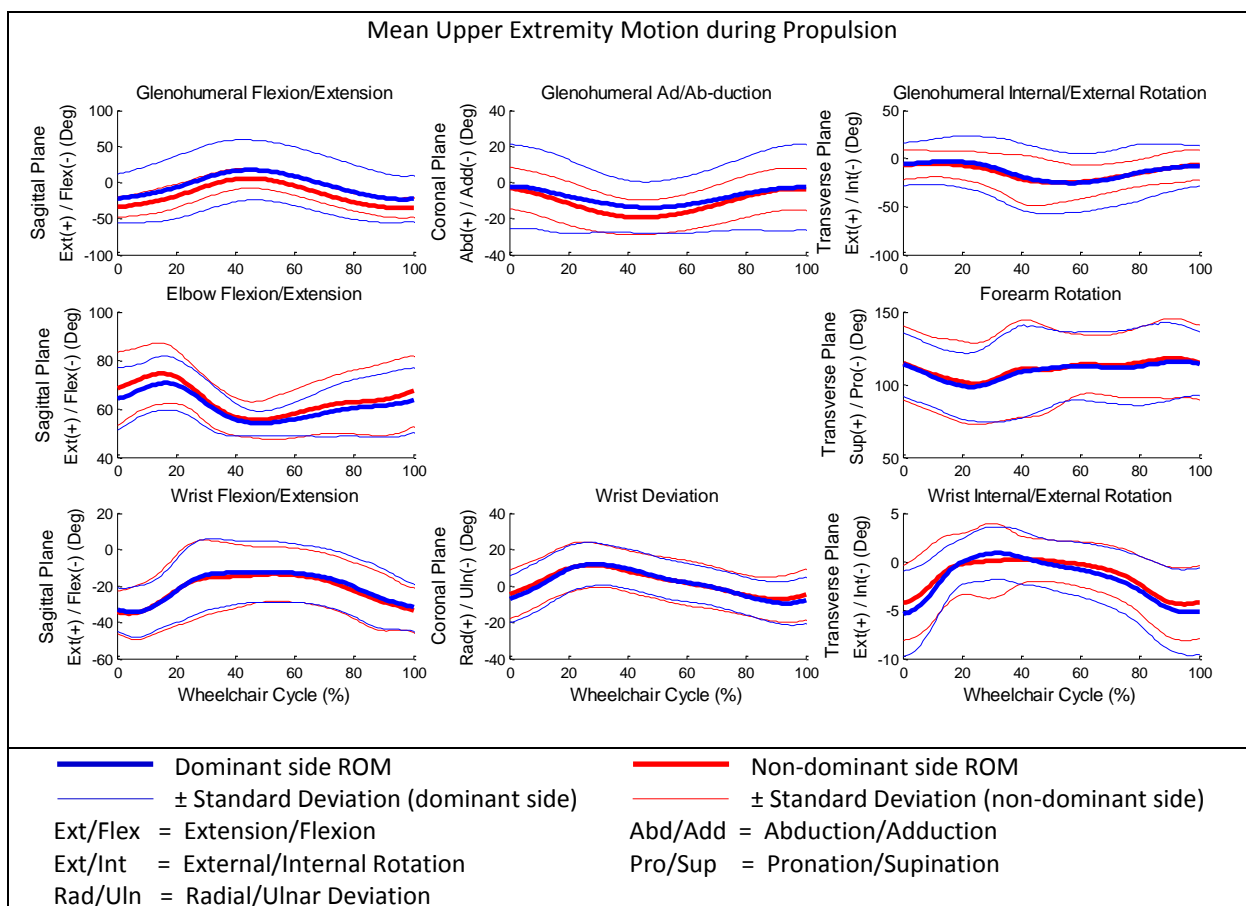 Mean Upper Extremity Motion during Propulsion
Glenohumeral Flexion/Extension
Sagittal Plane
Ext(+) / Flex(-) (Deg)
100
50
0
-50
-100
0 20 40 60 80 100
Glenohumeral Ad/Ab-duction
Coronal Plane
Abd(+) / Add(-) (Deg)
40
20
0
-20
-40
0 20 40 60 80 100
Glenohumeral Internal/External Rotation
Transverse Plane
Ext(+) / Int(-) (Deg)
50
0
-50
-100
0 20 40 60 80 100
Elbow Flexion/Extension
Sagittal Plane
Ext(+) / Flex(-) (Deg)
100
80
60
40
0 20 40 60 80 100
Forearm Rotation
Transverse Plane
Sup(+) / Pro(-) (Deg)
150
100
50
0 20 40 60 80 100
Wrist Flexion/Extension
Sagittal Plane
Ext(+) / Flex(-) (Deg)
20
0
-20
-40
-60
0 20 40 60 80 100
Wheelchair Cycle (%)
Wrist Deviation
Coronal Plane
Rad(+) / Uln(-) (Deg)
40
20
0
-20
-40
0 20 40 60 80 100
Wheelchair Cycle (%)
Wrist Internal/External Rotation
Transverse Plane
Ext(+) / Int(-) (Deg)
5
0
-5
-10
0 20 40 60 80 100
Wheelchair Cycle (%)
Dominant side ROM
Non-dominant side ROM
± Standard Deviation (dominant side)
± Standard Deviation (non-dominant side)
Ext/Flex = Extension/Flexion
Abd/Add = Abduction/Adduction
Ext/Int = External/Internal Rotation
Pro/Sup = Pronation/Supination
Rad/Uln = Radial/Ulnar Deviation